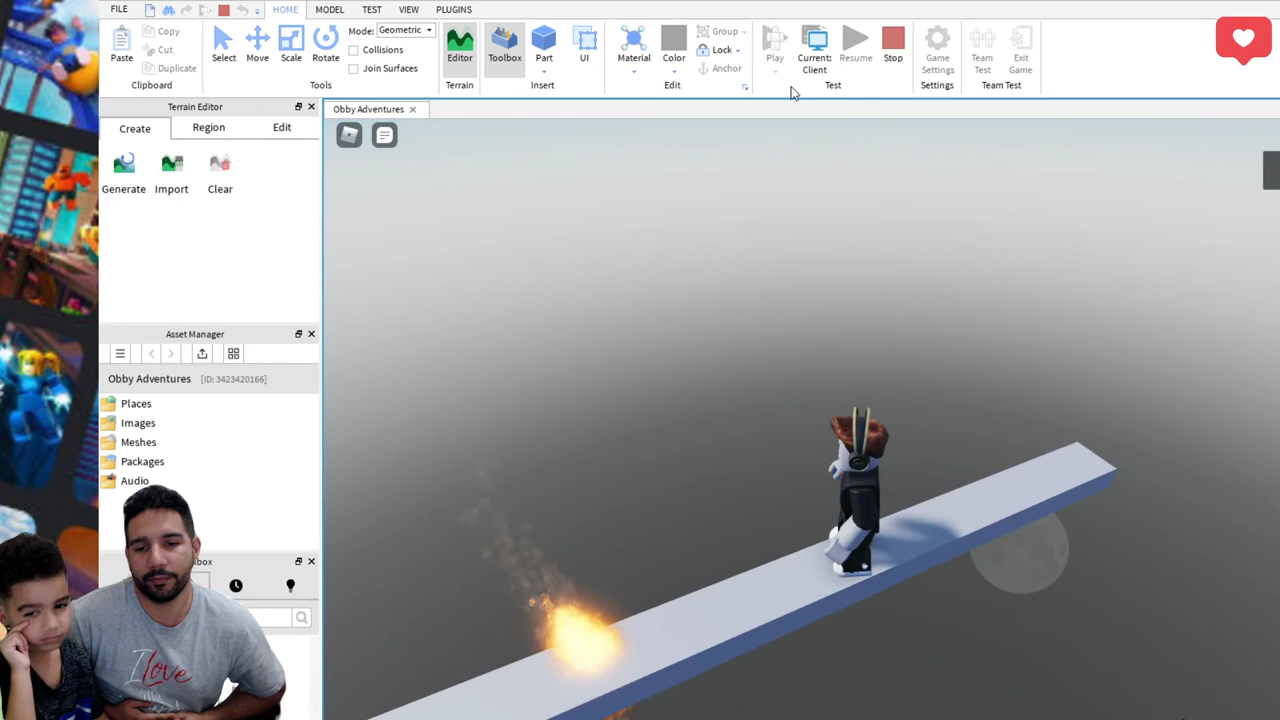 FILE HOME MODEL TEST VIEW PLUGINS
Paste
Copy
Cut
Duplicate
Clipboard
Select Move Scale Rotate
Mode: Geometric
Collisions
Join Surfaces
Tools
Editor
Terrain
Toolbox Part UI
Insert
Material Color
Group
Lock
Anchor
Edit
Play Current: Client Resume Stop
Test
Game Settings
Settings
Team Test Exit Game
Team Test
Terrain Editor
Create Region Edit
Generate Import Clear
Obby Adventures
Asset Manager
Obby Adventures [ID: 3423420166]
Places
Images
Meshes
Packages
Audio
box
I Love